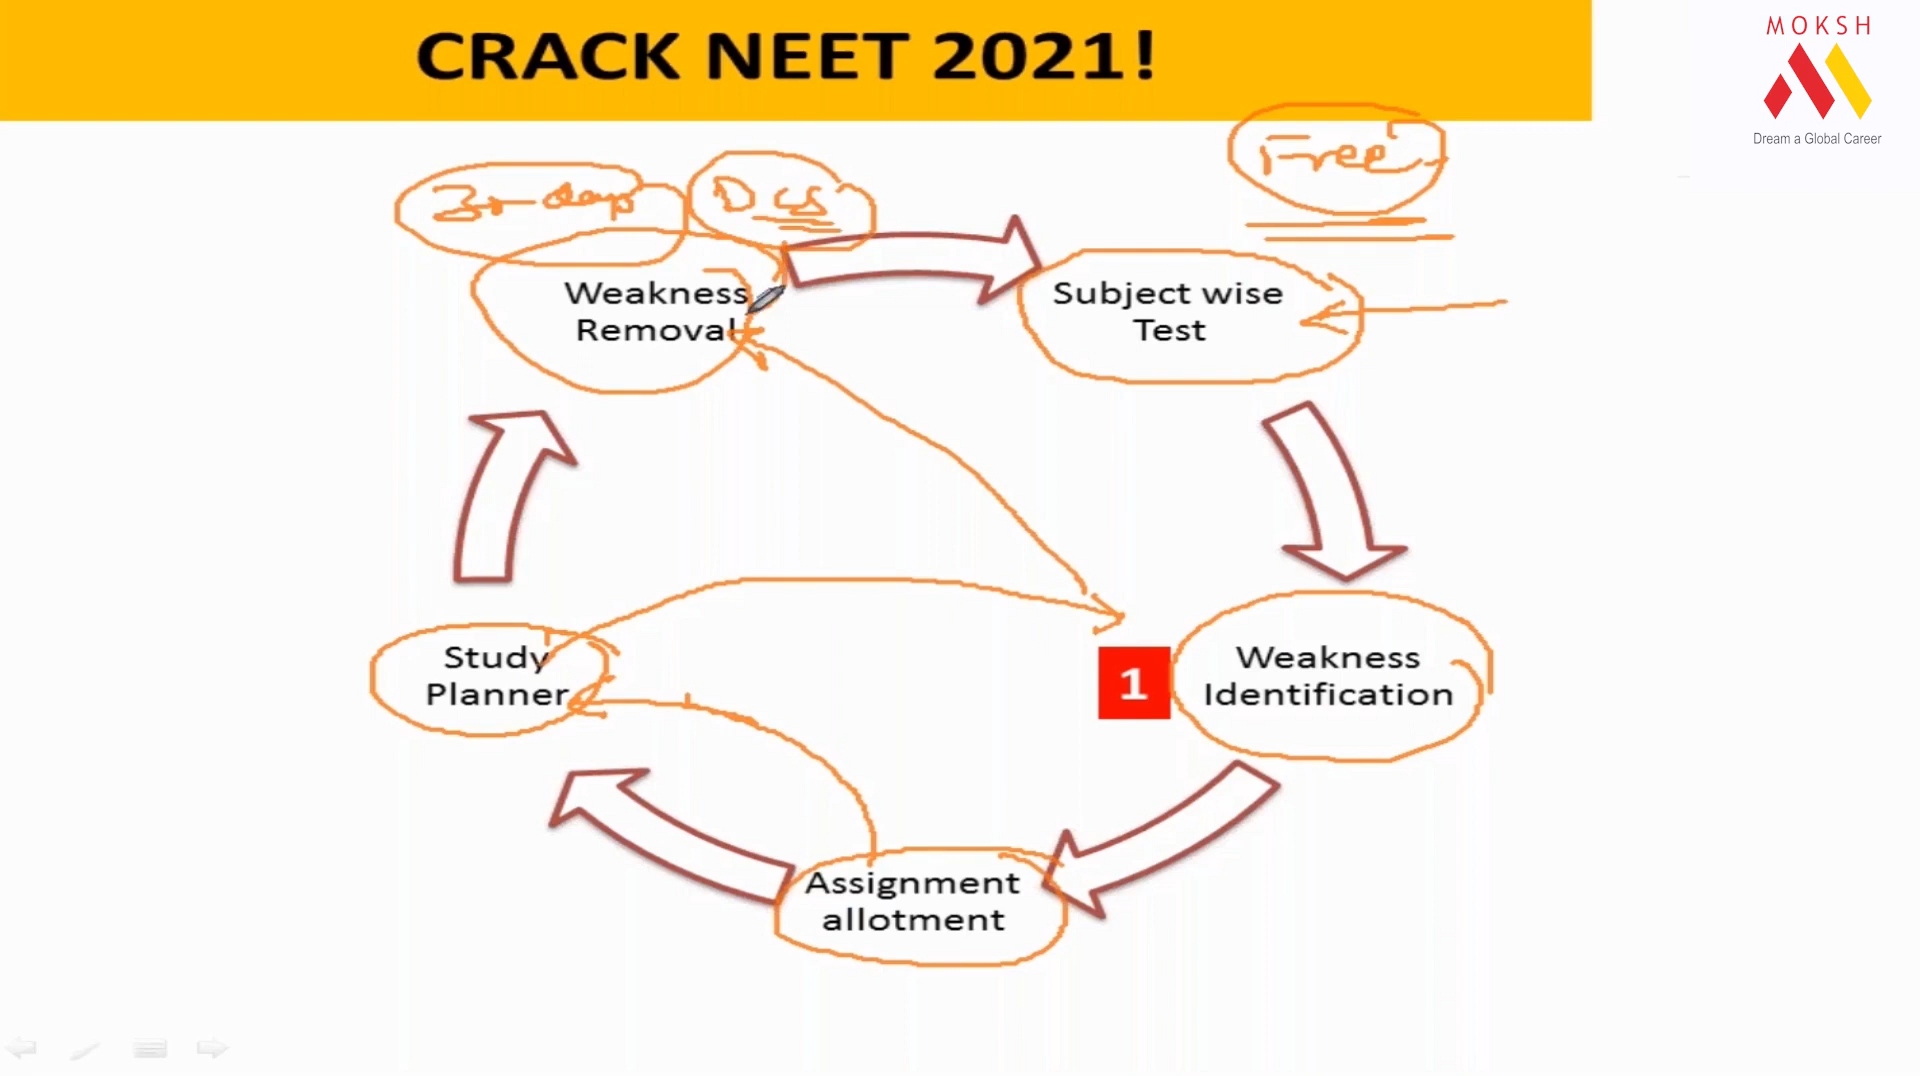 CRACK NEET 2021!
MOKSH
Dream a Global Career
Free
Weakness
Removal
Subject wise
Test
Study
Planner
1
Weakness
Identification
Assignment
allotment